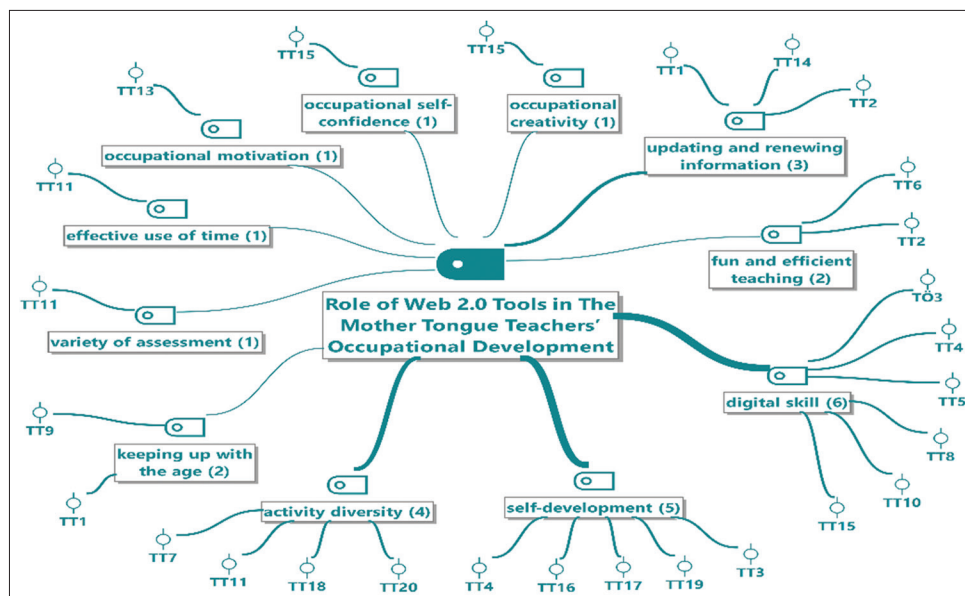 TT15
TT15
TT13
TT1
TT14
TT2
occupational self-
confidence (1)
occupational
creativity (1)
occupational motivation (1)
updating and renewing
information (3)
TT11
TT6
effective use of time (1)
TT2
fun and efficient
teaching (2)
TT11
TÖ3
Role of Web 2.0 Tools in The
Mother Tongue Teachers'
Occupational Development
variety of assessment (1)
TT4
TT5
digital skill (6)
TT9
TT8
keeping up with
the age (2)
TT10
TT1
TT15
activity diversity (4)
self-development (5)
TT7
TT11
TT18
TT20
TT4
TT16
TT17
TT19
TT3